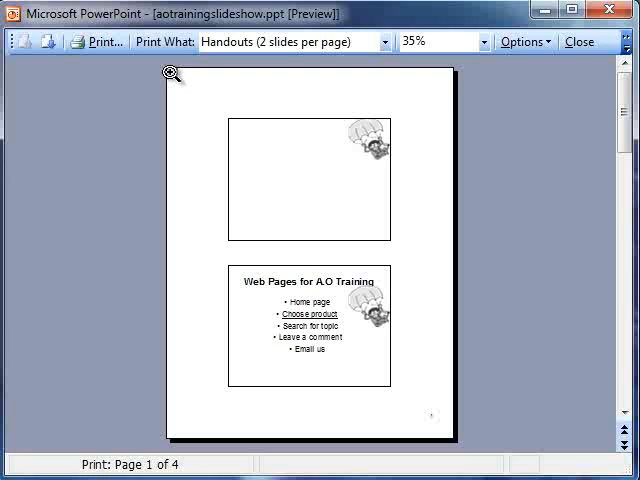 Microsoft PowerPoint - [aotrainingslideshow.ppt [Preview]]
Print... Print What: Handouts (2 slides per page) 35% Options Close
Web Pages for A.O Training
• Home page
• Choose product
• Search for topic
• Leave a comment
• Email us
Print: Page 1 of 4